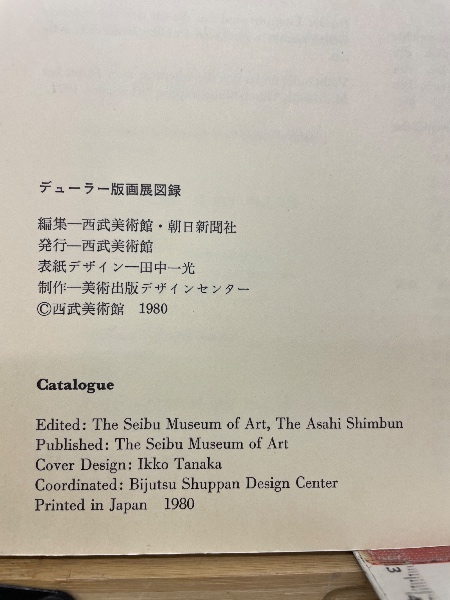 デューラー版画展図録
編集―西武美術館・朝日新聞社
発行―西武美術館
表紙デザイン―田中一光
制作―美術出版デザインセンター
©西武美術館 1980
Catalogue
Edited: The Seibu Museum of Art, The Asahi Shimbun
Published: The Seibu Museum of Art
Cover Design: Ikko Tanaka
Coordinated: Bijutsu Shuppan Design Center
Printed in Japan 1980
3